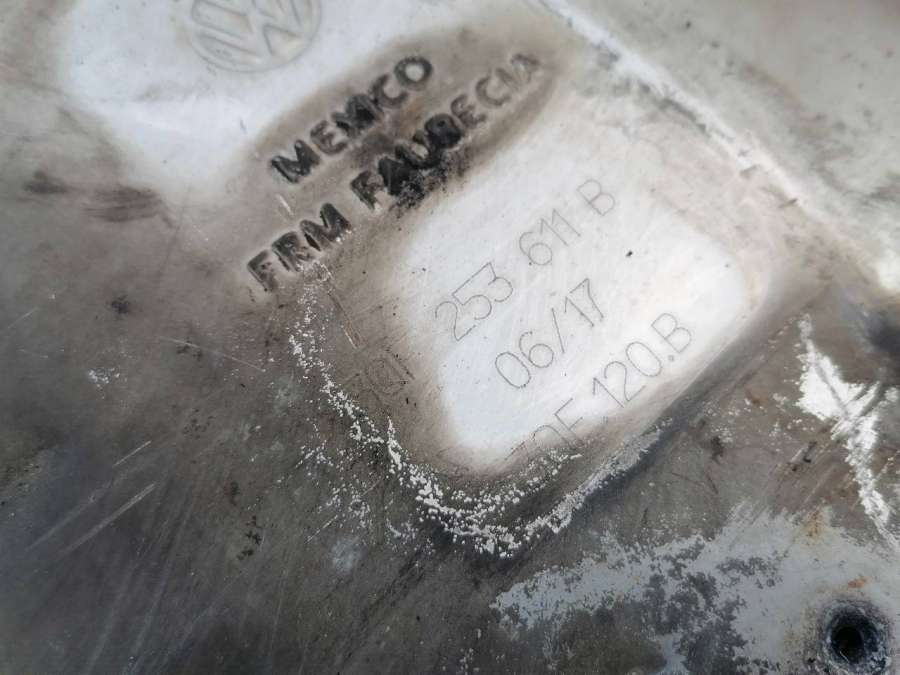 MEMCO
FRM FAURECIA
253 611 B
06/17
120.B